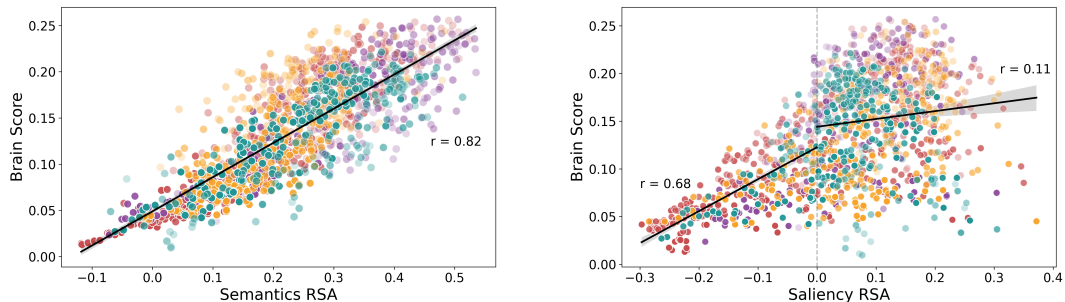 0.25
0.20
0.15
0.10
0.05
0.00
Brain Score
r = 0.82
−0.1 0.0 0.1 0.2 0.3 0.4 0.5
Semantics RSA
0.25
0.20
0.15
0.10
0.05
0.00
Brain Score
r = 0.11
r = 0.68
−0.3 −0.2 −0.1 0.0 0.1 0.2 0.3 0.4
Saliency RSA